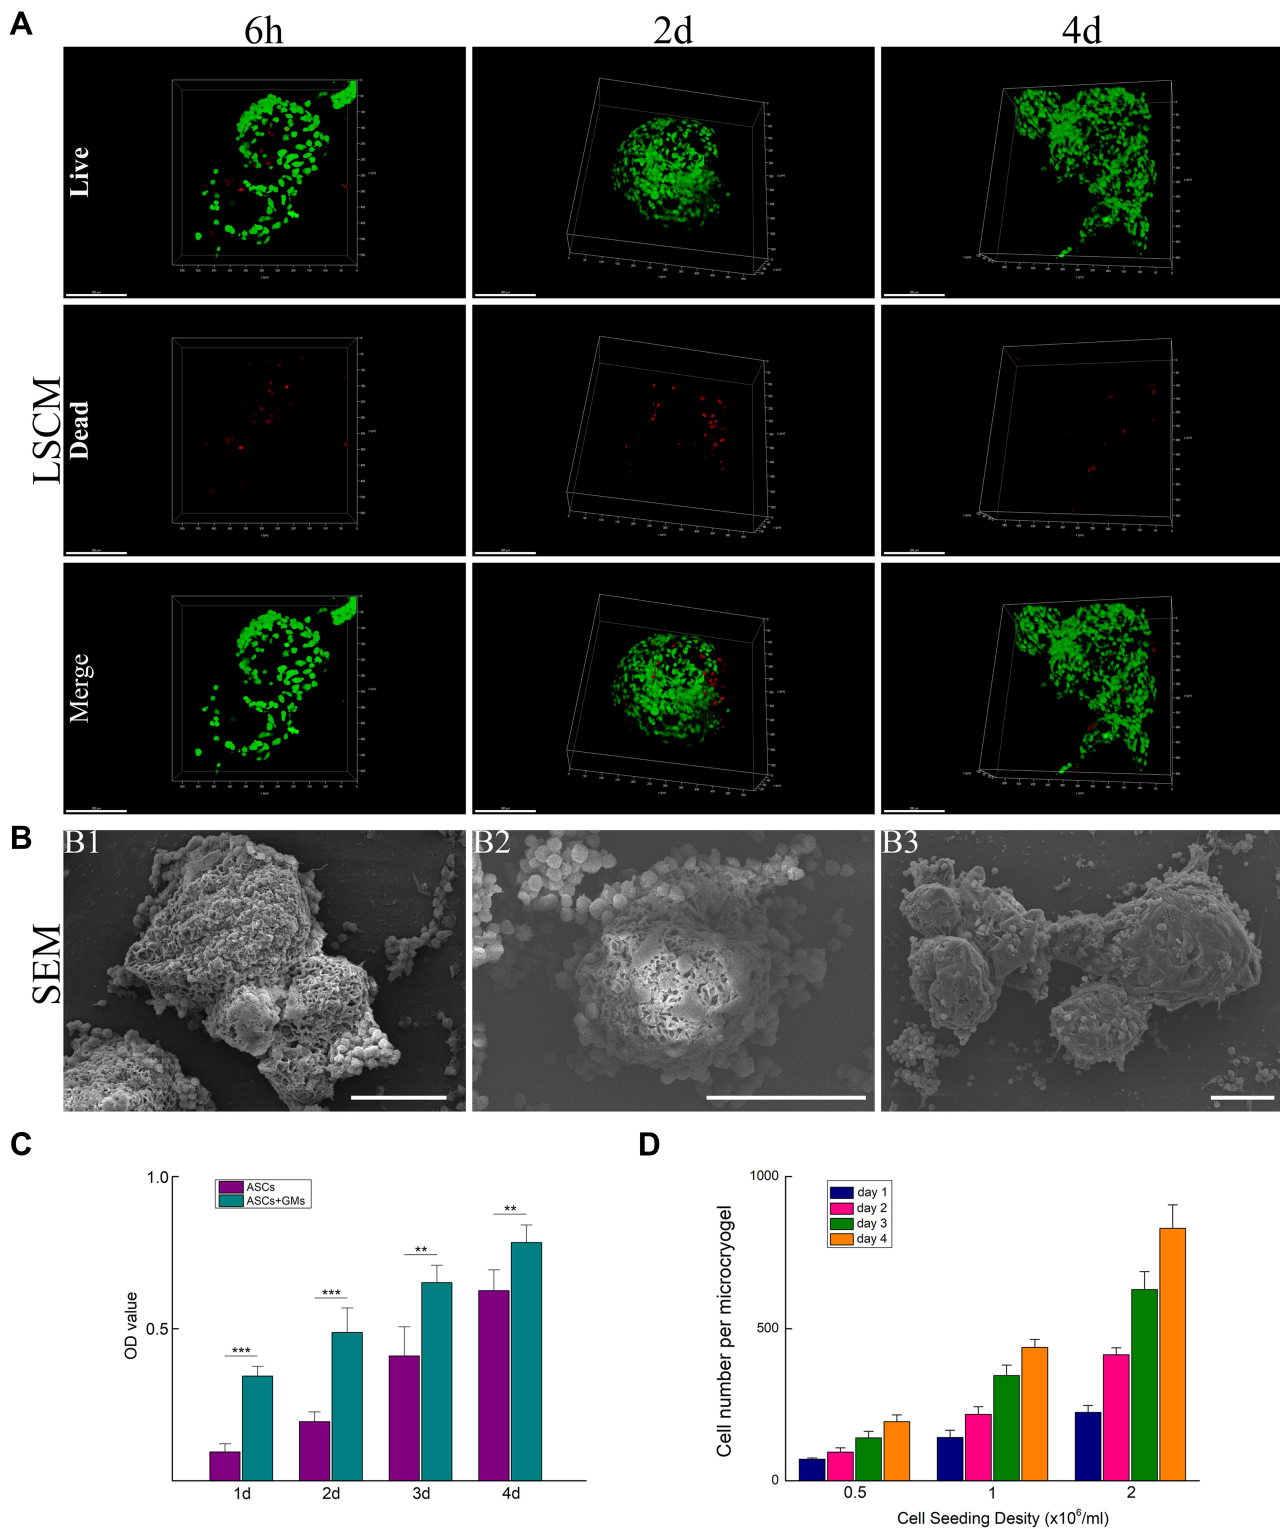 A
6h
2d
4d
LSCM
Live
Dead
Merge
B
SEM
B1
B2
B3
C
1.0
0.5
OD value
ASCs
ASCs+GMs
***
***
**
**
1d
2d
3d
4d
D
1000
500
0
Cell number per microcryogel
day 1
day 2
day 3
day 4
0.5
1
2
Cell Seeding Desity (x10⁶/ml)